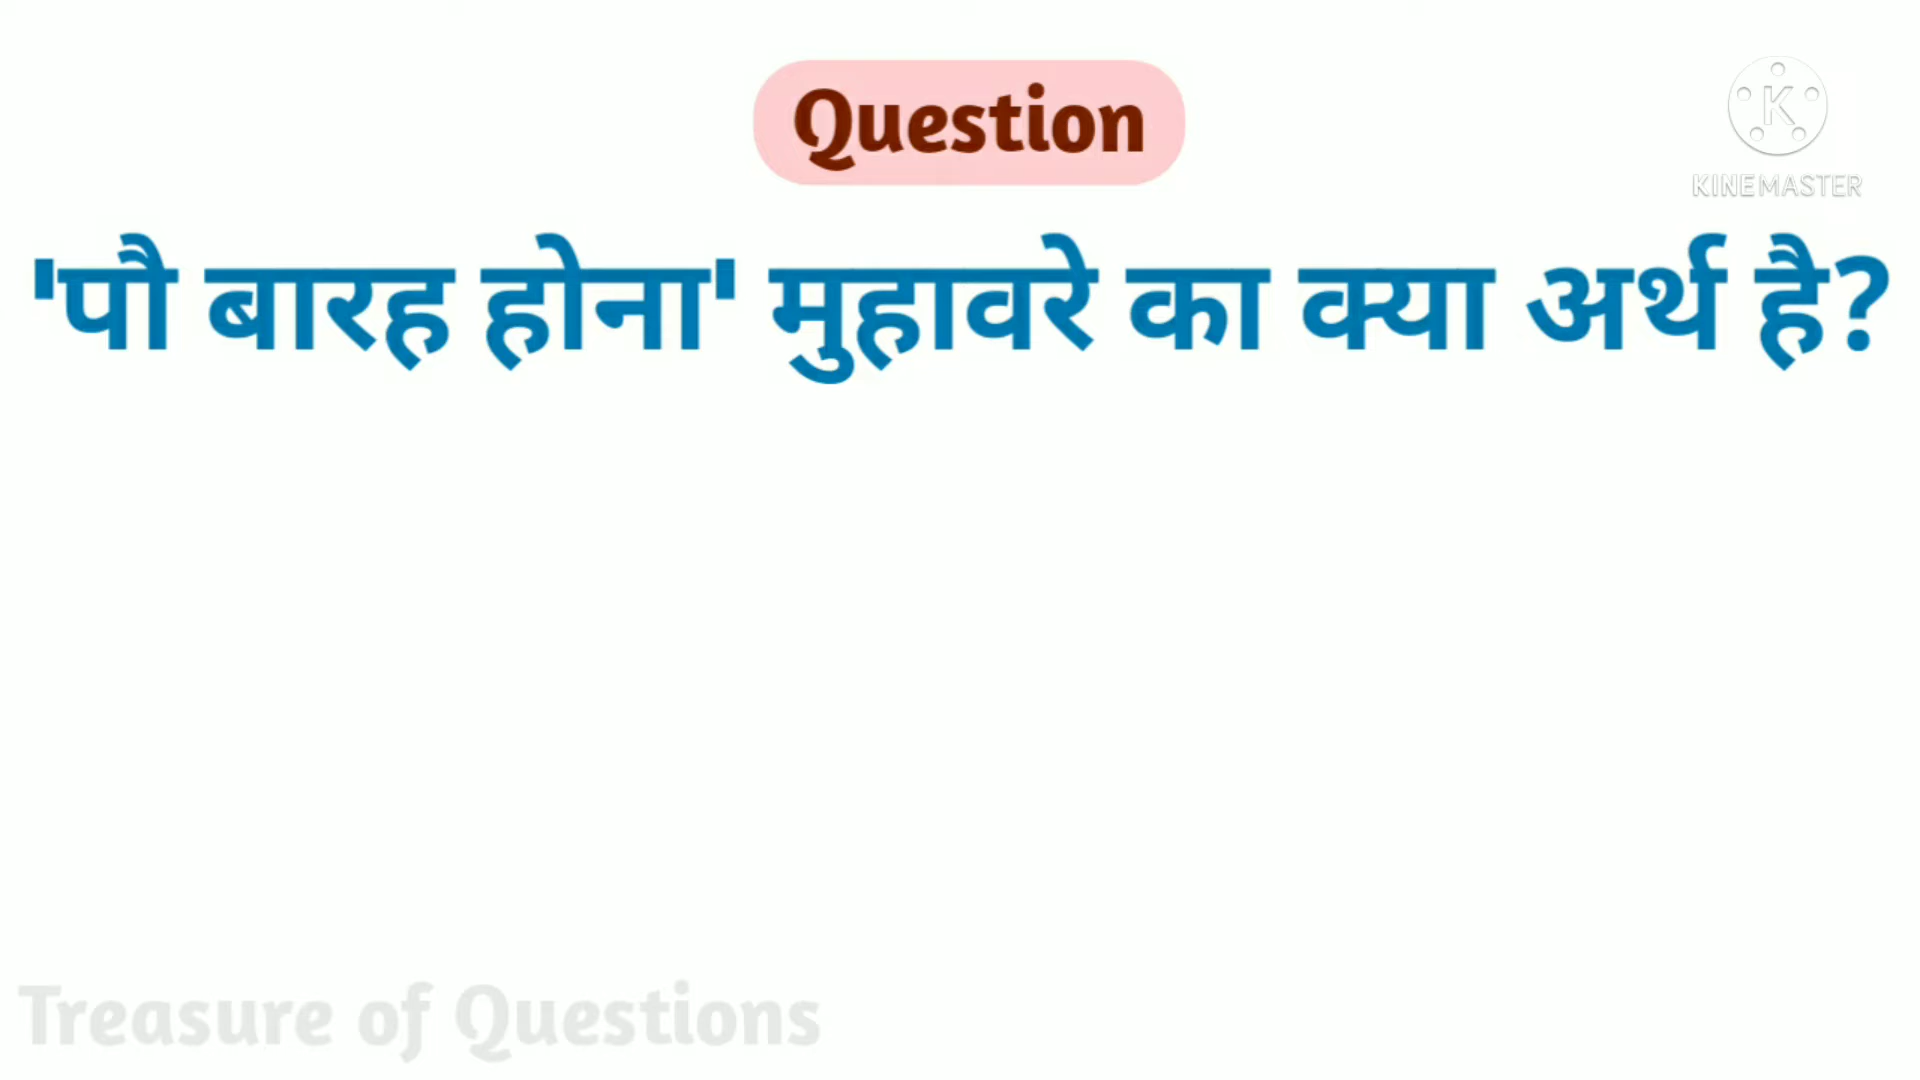 Question
K
KINEMASTER
'पौ बारह होना' मुहावरे का क्या अर्थ है?
Treasure of Questions